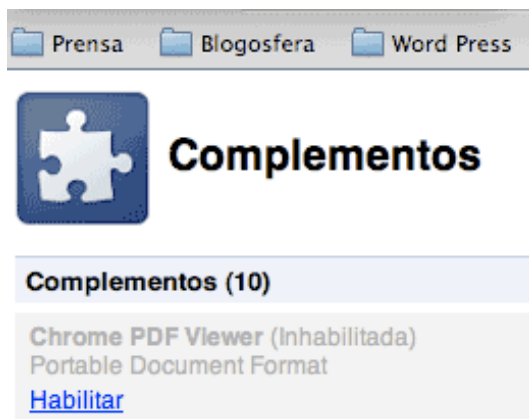 Prensa Blogosfera Word Press
Complementos
Complementos (10)
Chrome PDF Viewer (Inhabilitada)
Portable Document Format
Habilitar